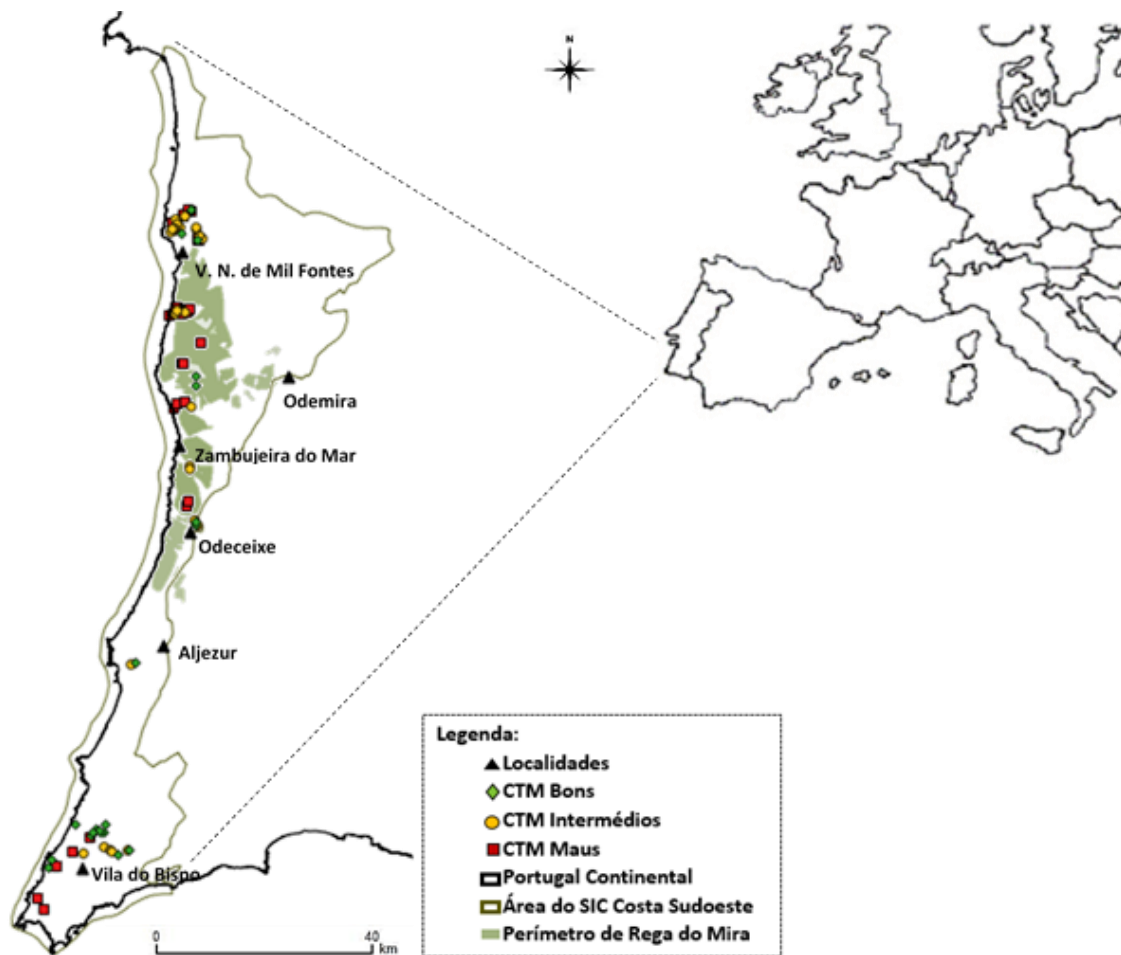 N
V. N. de Mil Fontes
Odemira
Zambujeira do Mar
Odeceixe
Aljezur
Vila do Bispo
0 40
km
Legenda:
Localidades
CTM Bons
CTM Intermédios
CTM Maus
Portugal Continental
Área do SIC Costa Sudoeste
Perímetro de Rega do Mira